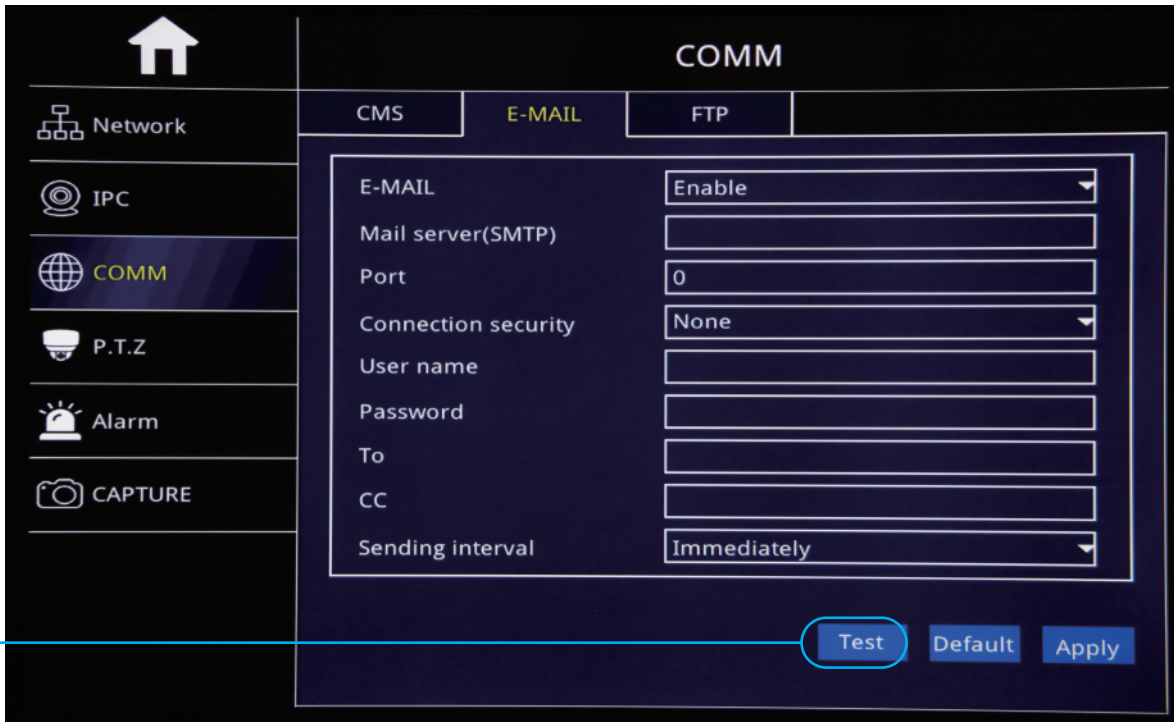 COMM
Network
IPC
COMM
P.T.Z
Alarm
CAPTURE
CMS E-MAIL FTP
E-MAIL Enable
Mail server(SMTP)
Port 0
Connection security None
User name
Password
To
CC
Sending interval Immediately
Test Default Apply